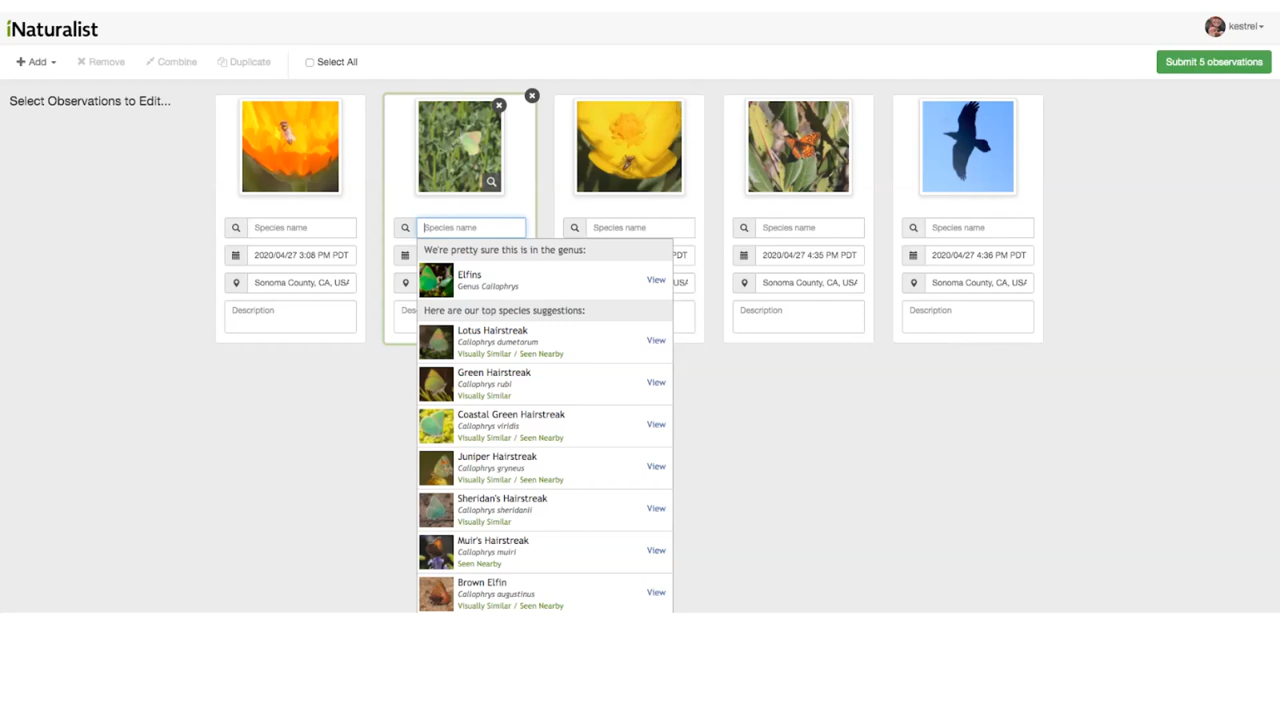 iNaturalist
kestrel
Add
Remove
Combine
Duplicate
Select All
Submit 5 observations
Select Observations to Edit...
Species name
2020/04/27 3:08 PM PDT
Sonoma County, CA, USA
Description
Species name
Des
We're pretty sure this is in the genus:
Elfins
Genus Callophrys
View
Here are our top species suggestions:
Lotus Hairstreak
Callophrys dumetorum
Visually Similar / Seen Nearby
View
Green Hairstreak
Callophrys rubi
Visually Similar
View
Coastal Green Hairstreak
Callophrys viridis
Visually Similar / Seen Nearby
View
Juniper Hairstreak
Callophrys gryneus
Visually Similar / Seen Nearby
View
Sheridan's Hairstreak
Callophrys sheridanii
Visually Similar
View
Muir's Hairstreak
Callophrys muiri
Seen Nearby
View
Brown Elfin
Callophrys augustinus
Visually Similar / Seen Nearby
View
Species name
PDT
USA
Species name
2020/04/27 4:35 PM PDT
Sonoma County, CA, USA
Description
Species name
2020/04/27 4:36 PM PDT
Sonoma County, CA, USA
Description